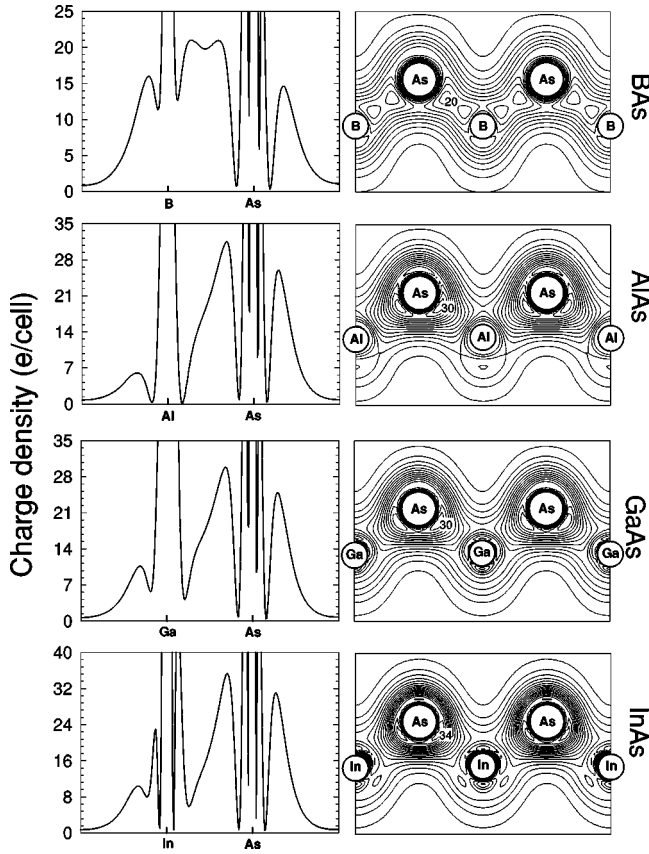 Charge density (e/cell)
25
20
15
10
5
0
B As
As As
20
B B B
BAs
35
28
21
14
7
0
Al As
As As
30
Al Al Al
AlAs
35
28
21
14
7
0
Ga As
As As
30
Ga Ga Ga
GaAs
40
32
24
16
8
0
In As
As As
34
In In In
InAs